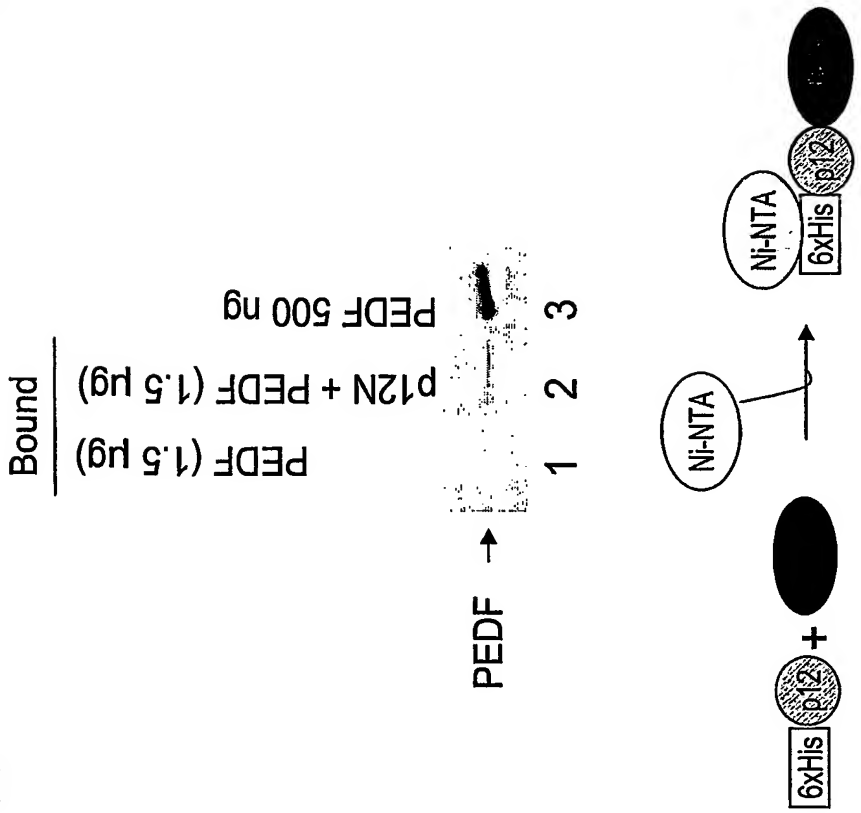 Bound
PEDF (1.5 µg)
p12N + PEDF (1.5 µg)
PEDF 500 ng
PEDF →
1 2 3
6xHis p12 +
Ni-NTA
Ni-NTA
6xHis p12